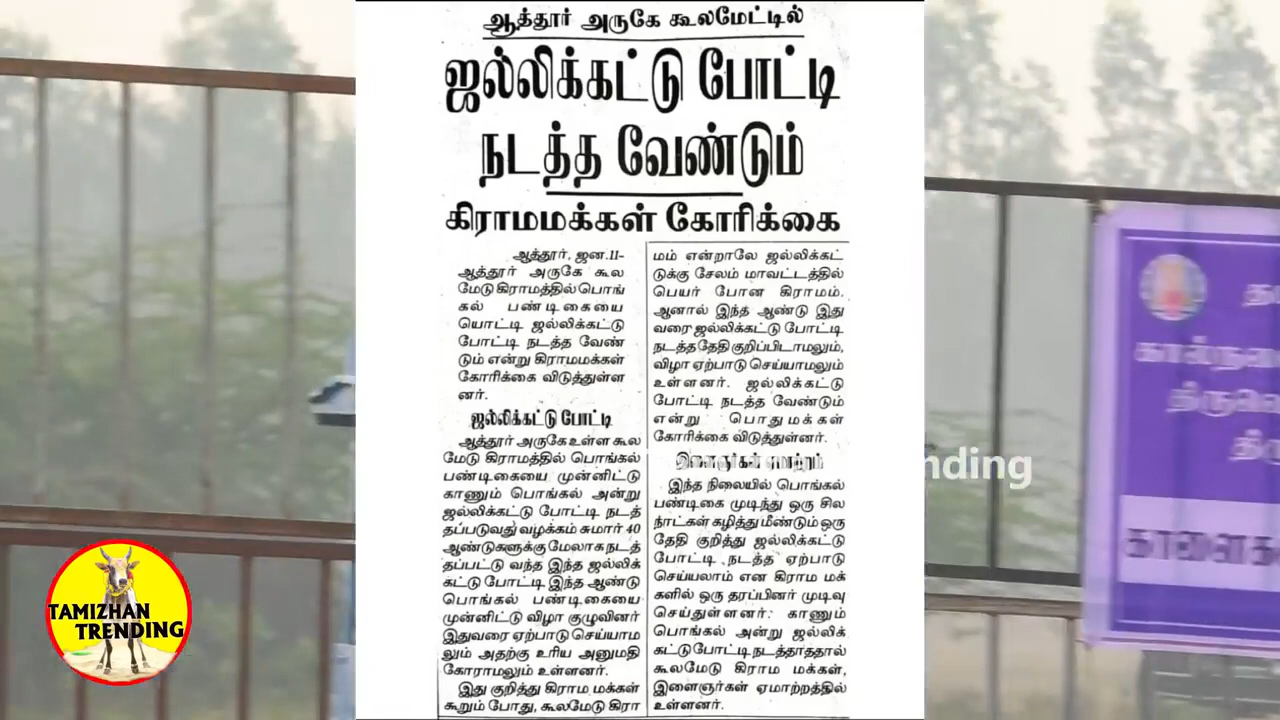 ஆத்தூர் அருகே கூலமேட்டில்
ஜல்லிக்கட்டு போட்டி
நடத்த வேண்டும்
கிராமமக்கள் கோரிக்கை
ஆத்தூர், ஜன.11-
ஆத்தூர் அருகே கூல
மேடு கிராமத்தில் பொங்
கல் பண்டிகையை
யொட்டி ஜல்லிக்கட்டு
போட்டி நடத்த வேண்
டும் என்று கிராமமக்கள்
கோரிக்கை விடுத்துள்ள
னர்.
ஜல்லிக்கட்டு போட்டி
ஆத்தூர் அருகே உள்ள கூல
மேடு கிராமத்தில் பொங்கல்
பண்டிகையை முன்னிட்டு
காணும் பொங்கல் அன்று
ஜல்லிக்கட்டு போட்டி நடத்
தப்படுவது வழக்கம் சுமார் 40
ஆண்டுகளுக்கு மேலாக நடத்
தப்பட்டு வந்த இந்த ஜல்லிக்
கட்டு போட்டி இந்த ஆண்டு
பொங்கல் பண்டிகையை
முன்னிட்டு விழா குழுவினர்
இதுவரை ஏற்பாடு செய்யாம
லும் அதற்கு உரிய அனுமதி
கோராமலும் உள்ளனர்.
இது குறித்து கிராம மக்கள்
கூறும் போது, கூலமேடு கிரா
மம் என்றாலே ஜல்லிக்கட்
டுக்கு சேலம் மாவட்டத்தில்
பெயர் போன கிராமம்.
ஆனால் இந்த ஆண்டு இது
வரை ஜல்லிக்கட்டு போட்டி
நடத்த தேதி குறிப்பிடாமலும்,
விழா ஏற்பாடு செய்யாமலும்
உள்ளனர். ஜல்லிக்கட்டு
போட்டி நடத்த வேண்டும்
என்று பொதுமக்கள்
கோரிக்கை விடுத்துள்ளனர்.
இளைஞர்கள் ஏமாற்றம்
இந்த நிலையில் பொங்கல்
பண்டிகை முடிந்து ஒரு சில
நாட்கள் கழித்து மீண்டும் ஒரு
தேதி குறித்து ஜல்லிக்கட்டு
போட்டி நடத்த ஏற்பாடு
செய்யலாம் என கிராம மக்
களில் ஒரு தரப்பினர் முடிவு
செய்துள்ளனர். காணும்
பொங்கல் அன்று ஜல்லிக்
கட்டுபோட்டி நடத்தாததால்
கூலமேடு கிராம மக்கள்,
இளைஞர்கள் ஏமாற்றத்தில்
உள்ளனர்.
TAMIZHAN
TRENDING
nding